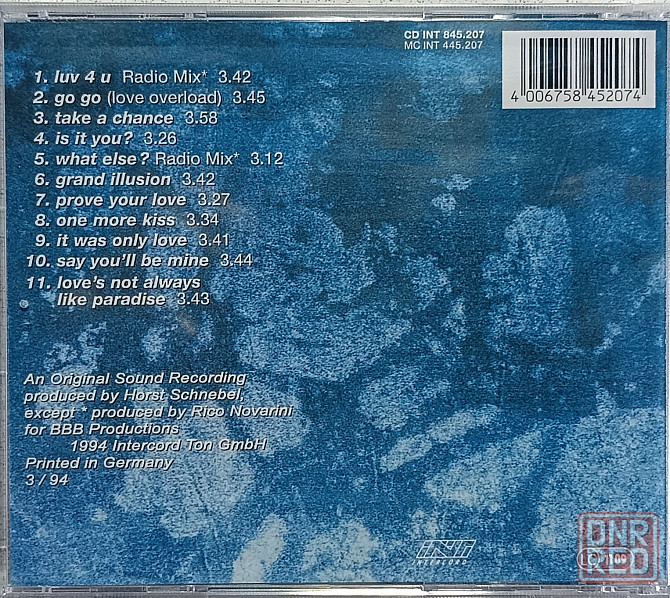 CD INT 845.207
MC INT 445.207
4 006758 452074
1. luv 4 u Radio Mix* 3.42
2. go go (love overload) 3.45
3. take a chance 3.58
4. is it you? 3.26
5. what else? Radio Mix* 3.12
6. grand illusion 3.42
7. prove your love 3.27
8. one more kiss 3.34
9. it was only love 3.41
10. say you'll be mine 3.44
11. love's not always
like paradise 3.43
An Original Sound Recording
produced by Horst Schnebel,
except * produced by Rico Novarini
for BBB Productions
1994 Intercord Ton GmbH
Printed in Germany
3 / 94
INTERCORD